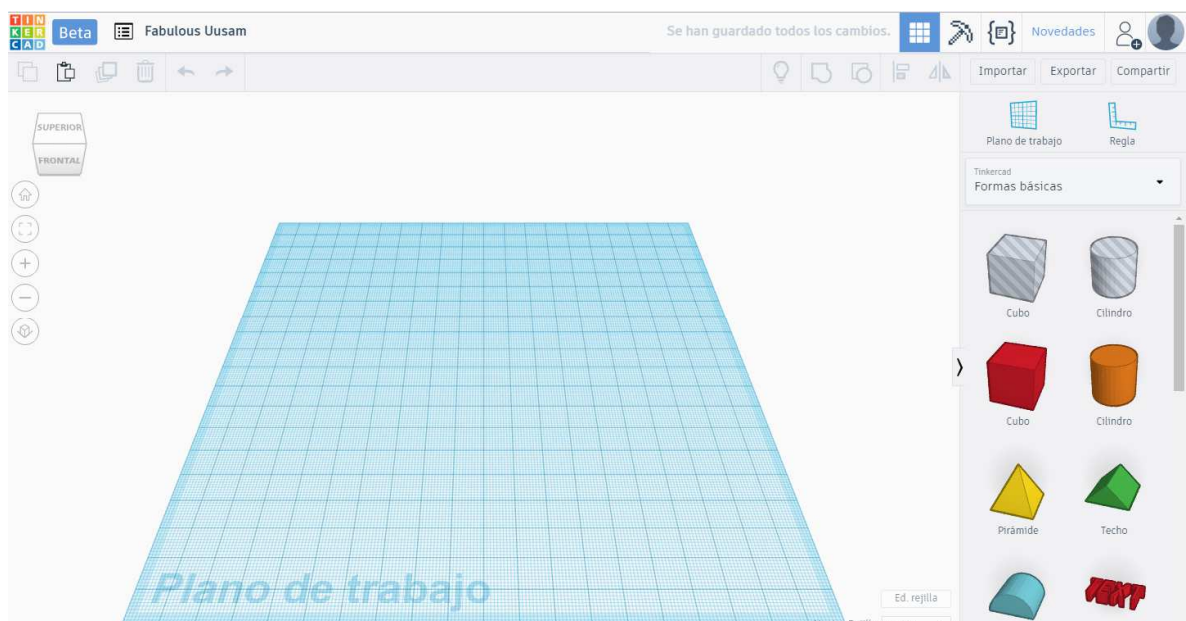 TIN
KER
CAD
Beta
Fabulous Uusam
Se han guardado todos los cambios.
Novedades
Importar
Exportar
Compartir
SUPERIOR
FRONTAL
Plano de trabajo
Regla
Tinkercad
Formas básicas
Cubo
Cilindro
Cubo
Cilindro
Pirámide
Techo
TEXT
Plano de trabajo
Ed. rejilla